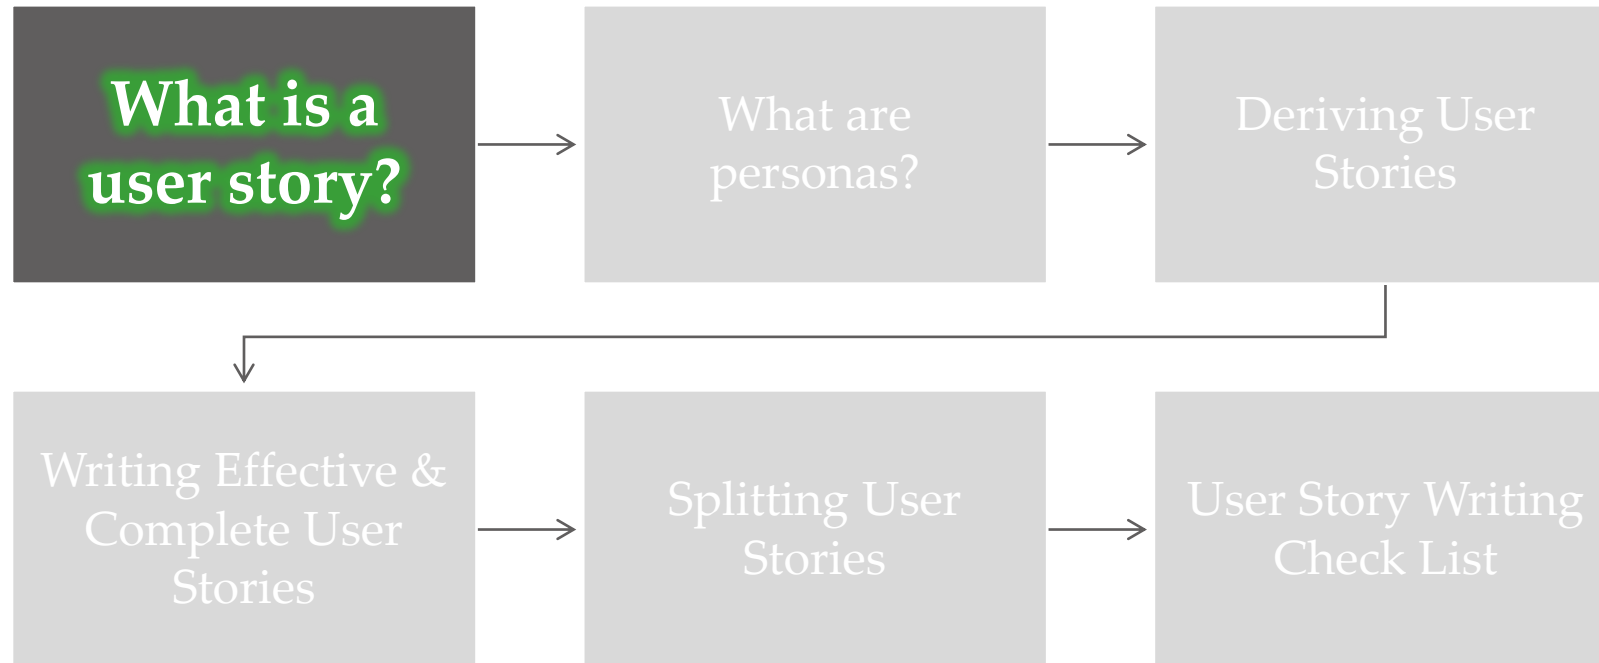 What is a
user story?
What are
personas?
Deriving User
Stories
Writing Effective &
Complete User
Stories
Splitting User
Stories
User Story Writing
Check List